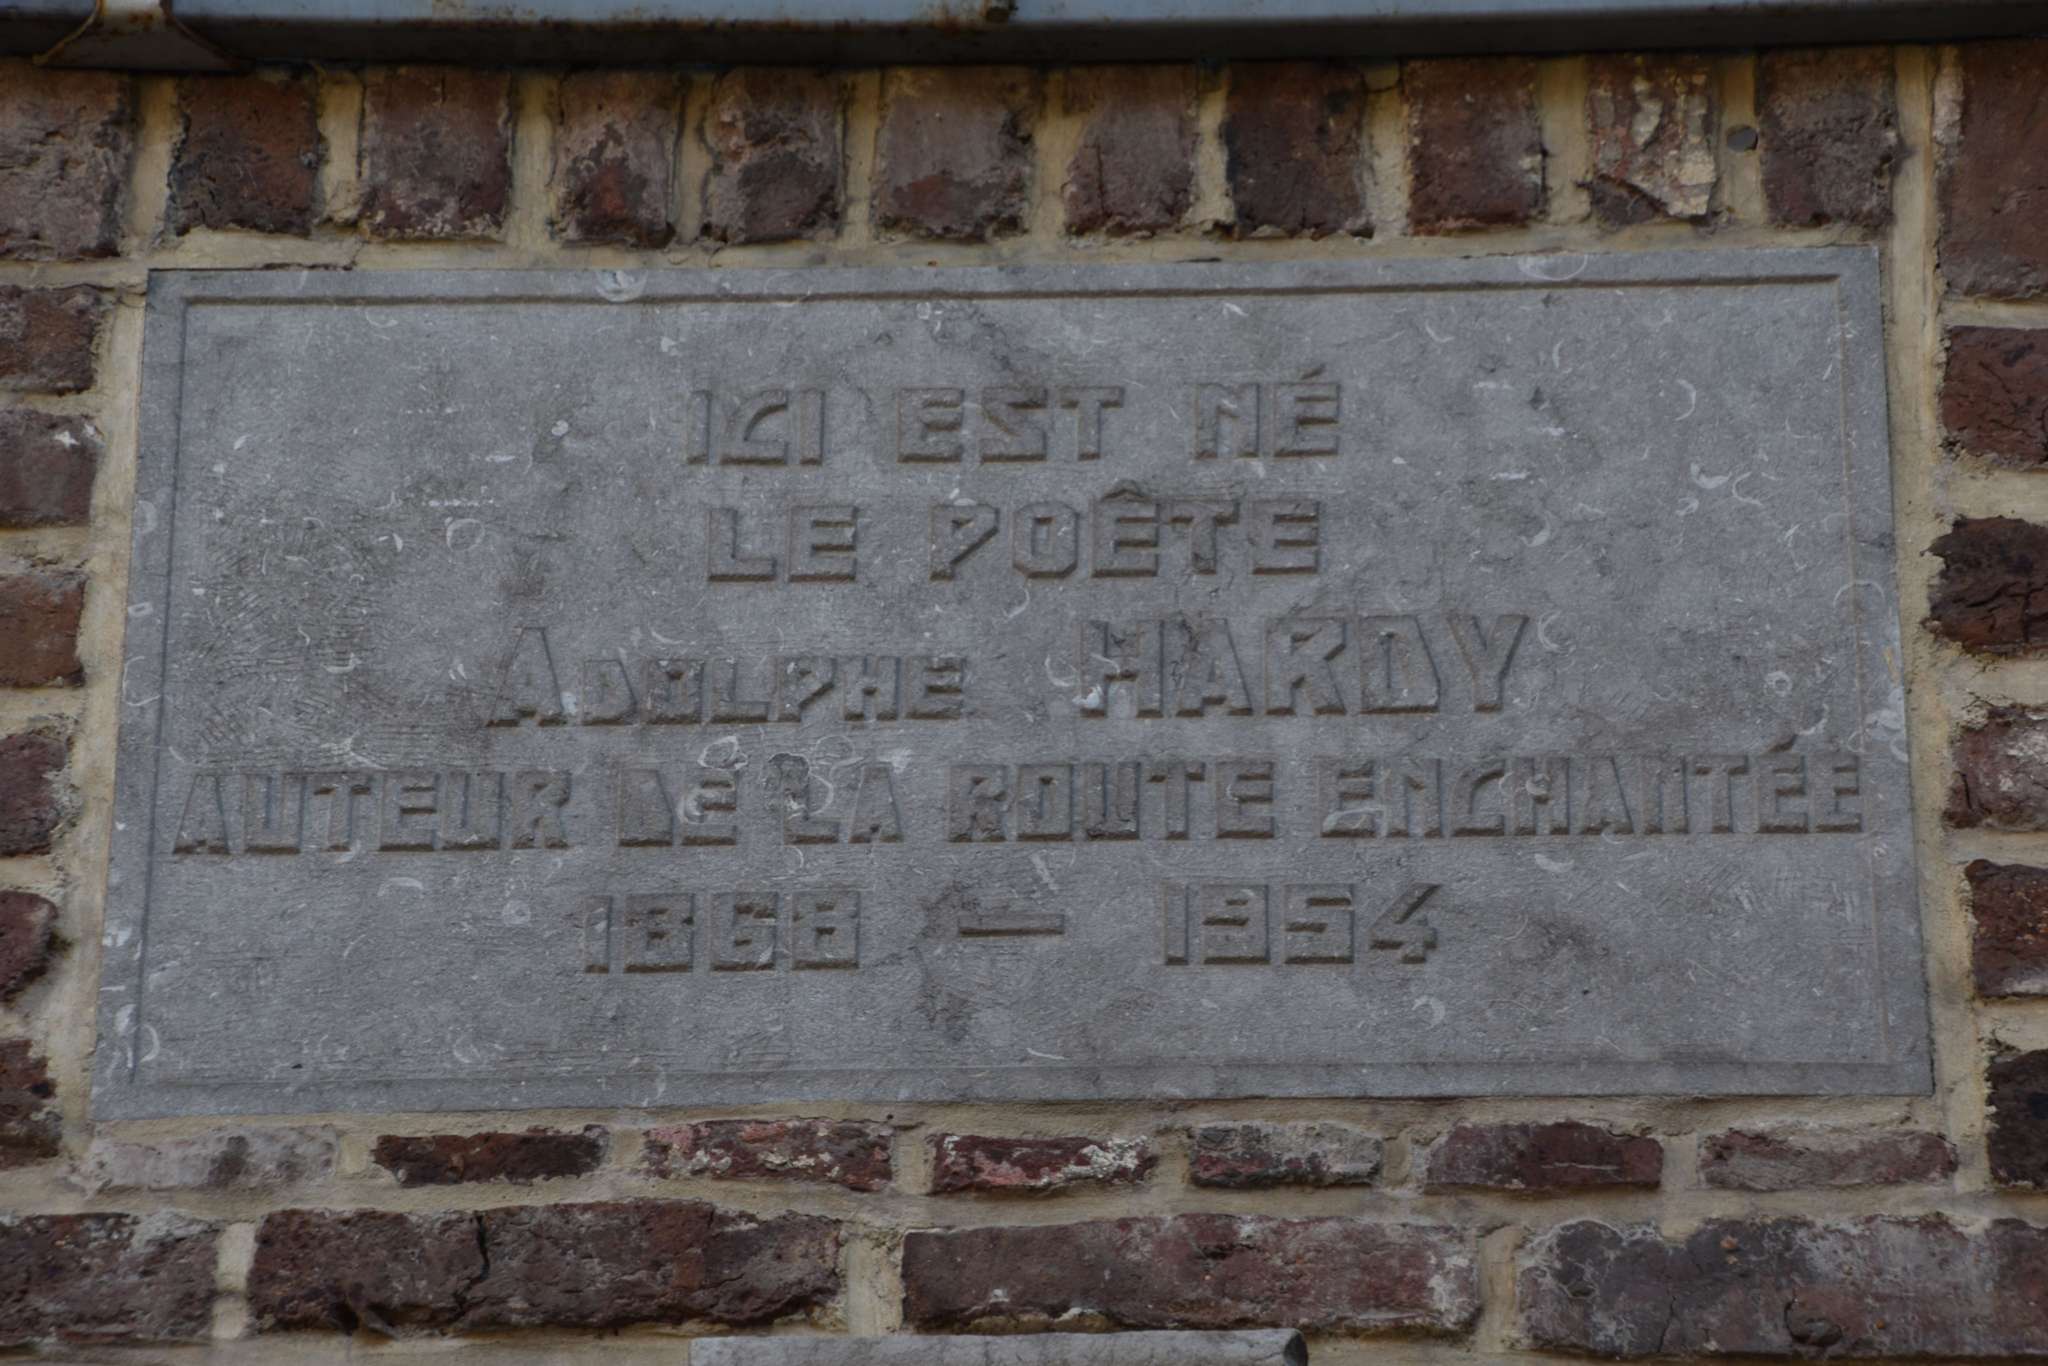 ICI EST NÉ
LE POÊTE
ADOLPHE HARDY
AUTEUR DE LA ROUTE ENCHANTÉE
1868 — 1954